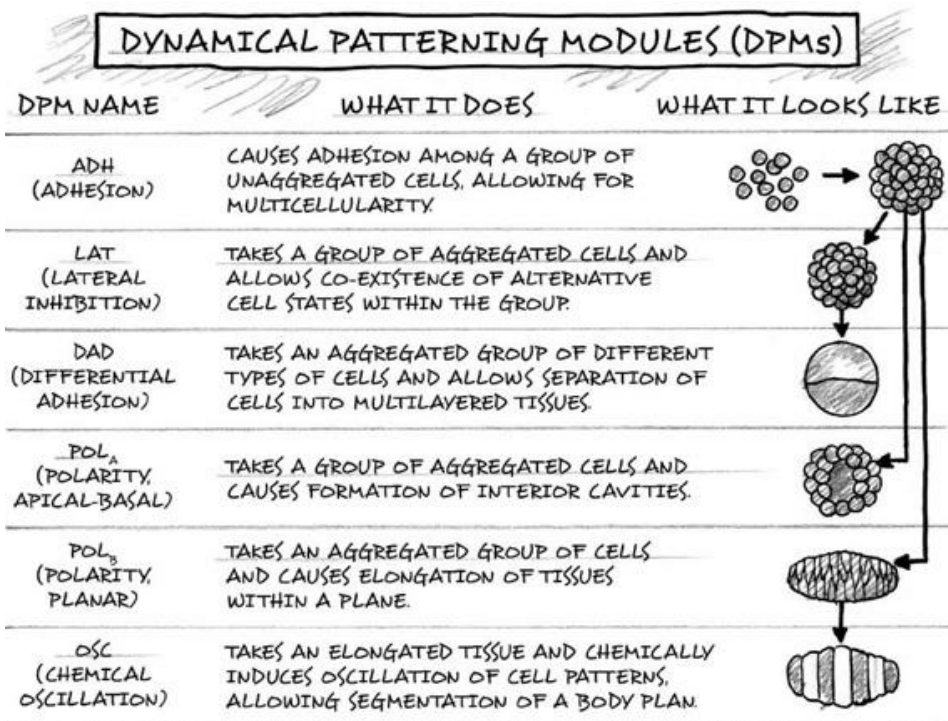 DYNAMICAL PATTERNING MODULES (DPMs)
DPM NAME
WHAT IT DOES
WHAT IT LOOKS LIKE
ADH
(ADHESION)
CAUSES ADHESION AMONG A GROUP OF
UNAGGREGATED CELLS, ALLOWING FOR
MULTICELLULARITY.
LAT
(LATERAL
INHIBITION)
TAKES A GROUP OF AGGREGATED CELLS AND
ALLOWS CO-EXISTENCE OF ALTERNATIVE
CELL STATES WITHIN THE GROUP.
DAD
(DIFFERENTIAL
ADHESION)
TAKES AN AGGREGATED GROUP OF DIFFERENT
TYPES OF CELLS AND ALLOWS SEPARATION OF
CELLS INTO MULTILAYERED TISSUES.
POL_A
(POLARITY,
APICAL-BASAL)
TAKES A GROUP OF AGGREGATED CELLS AND
CAUSES FORMATION OF INTERIOR CAVITIES.
POL_B
(POLARITY,
PLANAR)
TAKES AN AGGREGATED GROUP OF CELLS
AND CAUSES ELONGATION OF TISSUES
WITHIN A PLANE.
OSC
(CHEMICAL
OSCILLATION)
TAKES AN ELONGATED TISSUE AND CHEMICALLY
INDUCES OSCILLATION OF CELL PATTERNS,
ALLOWING SEGMENTATION OF A BODY PLAN.